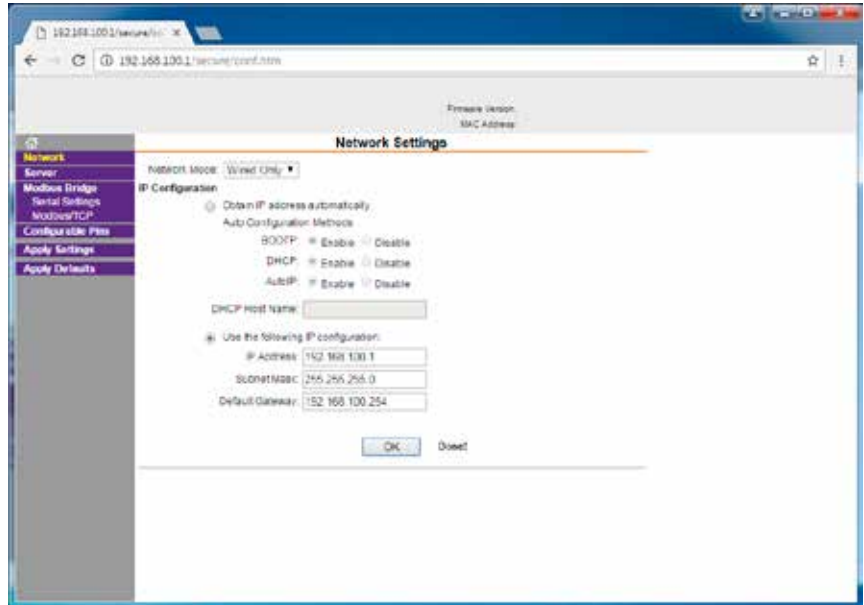 192.168.100.1/secure/
192.168.100.1/secure/conf.htm
Firmware Version:
MAC Address:
Network Settings
Network
Server
Modbus Bridge
Serial Settings
Modbus/TCP
Configurable Pins
Apply Settings
Apply Defaults
Network Mode: Wired Only
IP Configuration
Obtain IP address automatically
Auto Configuration Methods
BOOTP: Enable Disable
DHCP: Enable Disable
AutoIP: Enable Disable
DHCP Host Name:
Use the following IP configuration:
IP Address: 192.168.100.1
Subnet Mask: 255.255.255.0
Default Gateway: 192.168.100.254
OK Done!